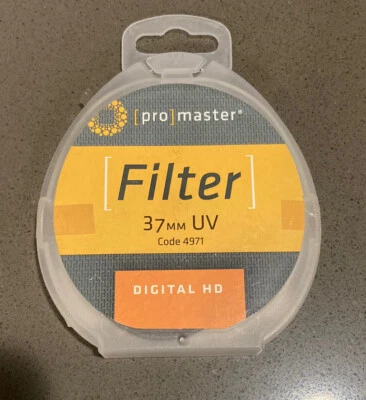 [pro]master®
[Filter]
37MM UV
Code 4971
DIGITAL HD